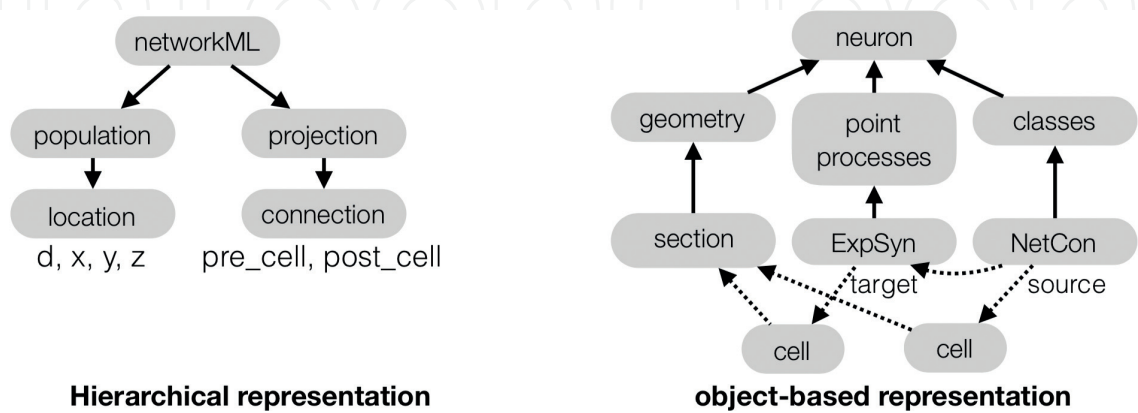 networkML
population
projection
location
connection
d, x, y, z
pre_cell, post_cell
Hierarchical representation
neuron
geometry
point
processes
classes
section
ExpSyn
NetCon
target
source
cell
cell
object-based representation